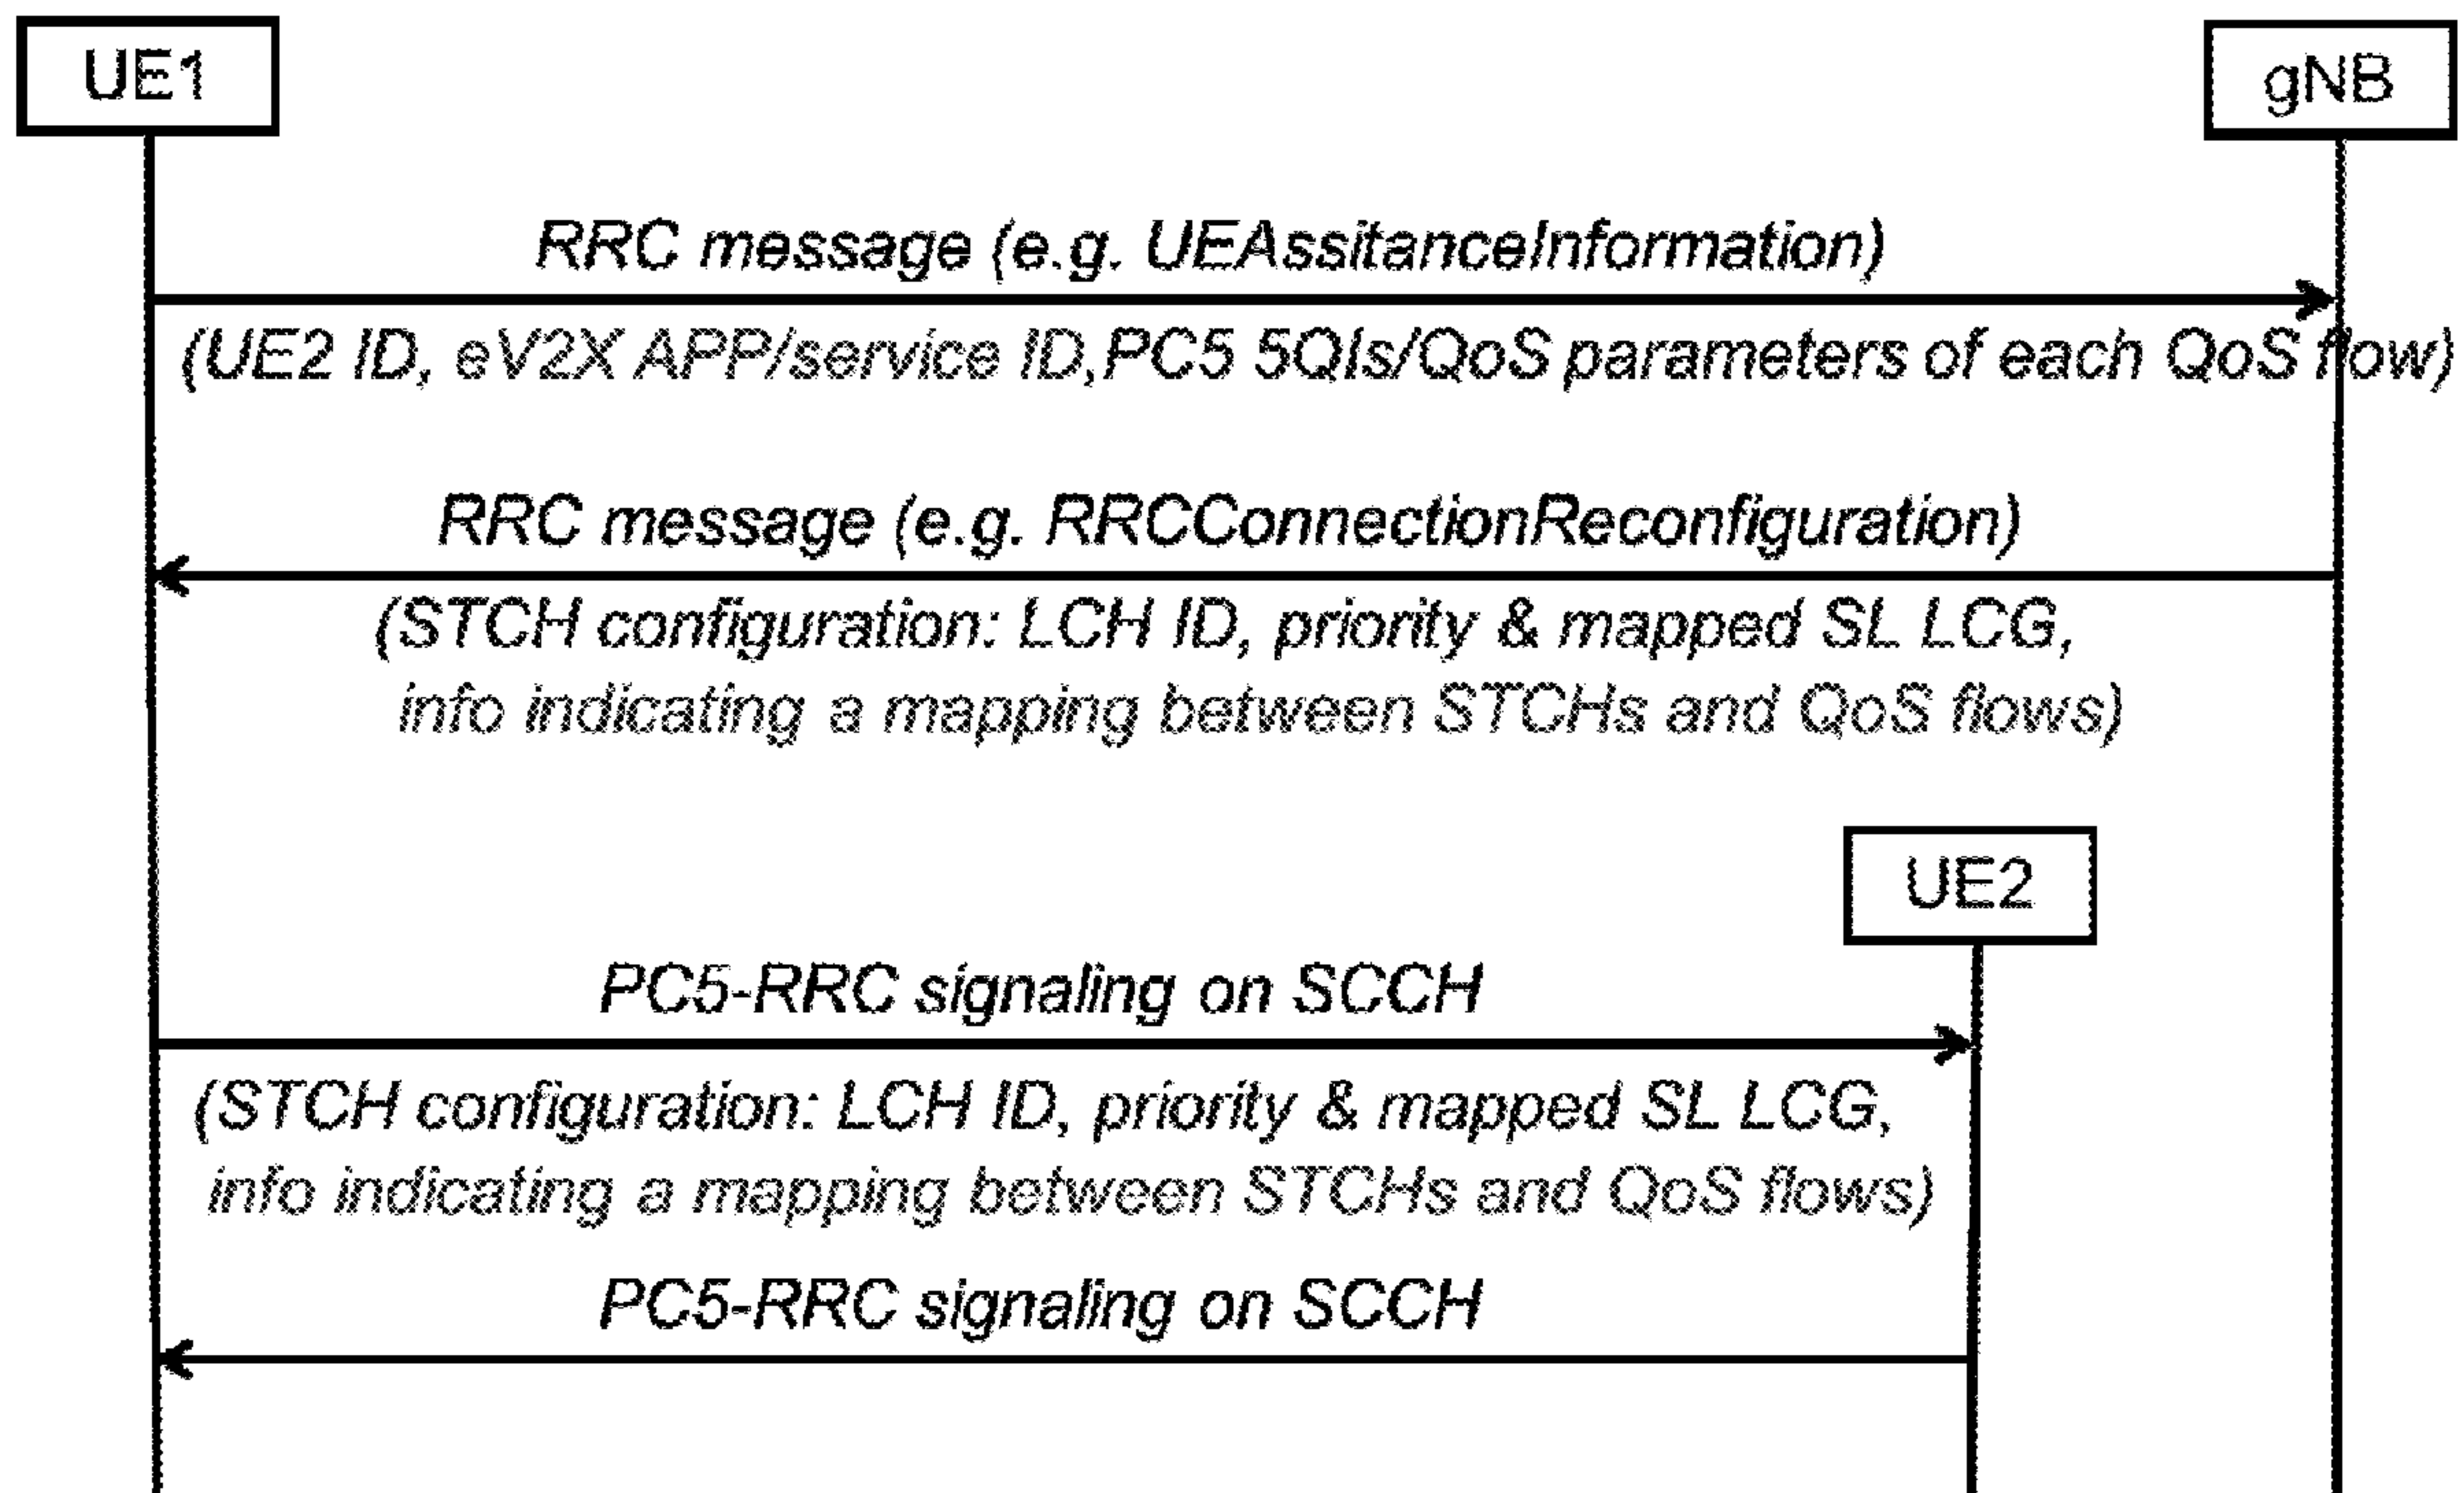 UE1
gNB
RRC message (e.g. UEAssitanceInformation)
(UE2 ID, eV2X APP/service ID,PC5 5QIs/QoS parameters of each QoS flow)
RRC message (e.g. RRCConnectionReconfiguration)
(STCH configuration: LCH ID, priority & mapped SL LCG,
info indicating a mapping between STCHs and QoS flows)
UE2
PC5-RRC signaling on SCCH
(STCH configuration: LCH ID, priority & mapped SL LCG,
info indicating a mapping between STCHs and QoS flows)
PC5-RRC signaling on SCCH